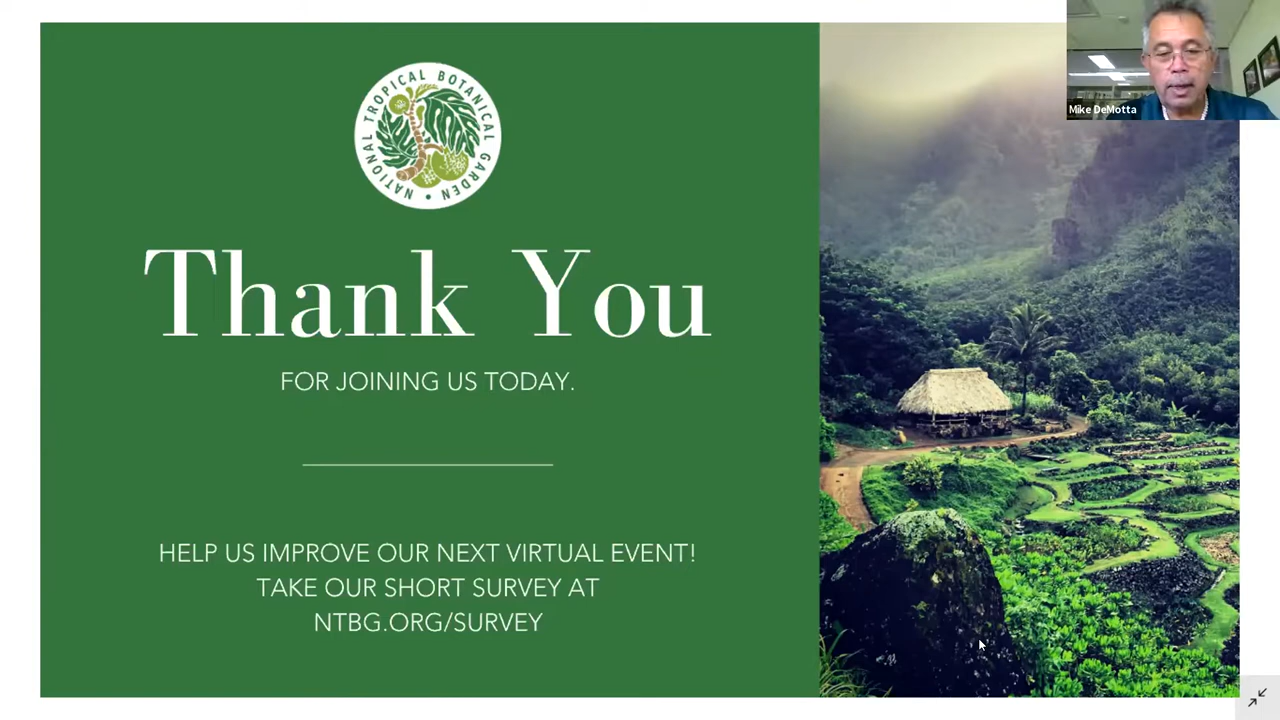 NATIONAL TROPICAL BOTANICAL GARDEN •
Thank You
FOR JOINING US TODAY.
HELP US IMPROVE OUR NEXT VIRTUAL EVENT!
TAKE OUR SHORT SURVEY AT
NTBG.ORG/SURVEY
Mike DeMotta